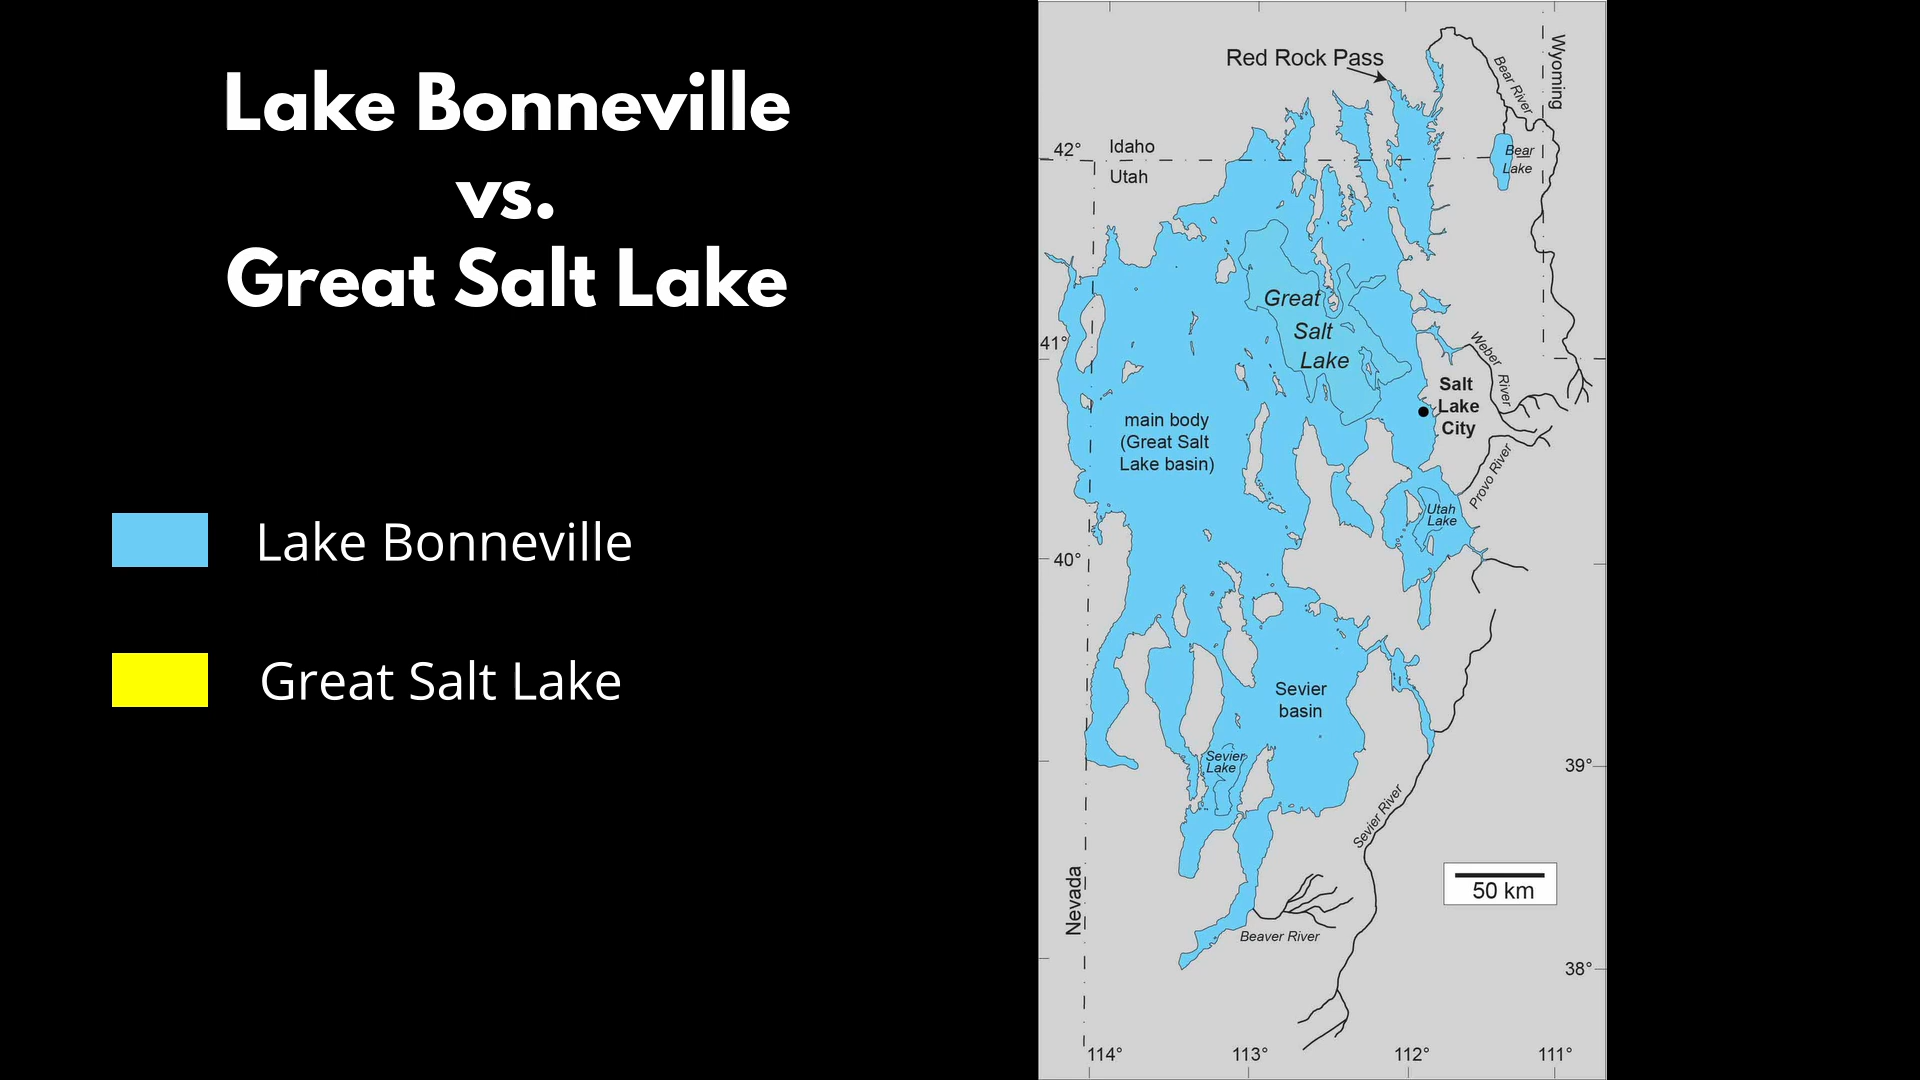 Lake Bonneville
vs.
Great Salt Lake
Lake Bonneville
Great Salt Lake
Red Rock Pass
Bear River
Wyoming
42°
Idaho
Utah
Bear
Lake
Great
Salt
Lake
41°
Weber
River
Salt
Lake
City
main body
(Great Salt
Lake basin)
Provo River
Utah
Lake
40°
Sevier
basin
Sevier
Lake
39°
Sevier River
Nevada
50 km
Beaver River
38°
114°
113°
112°
111°